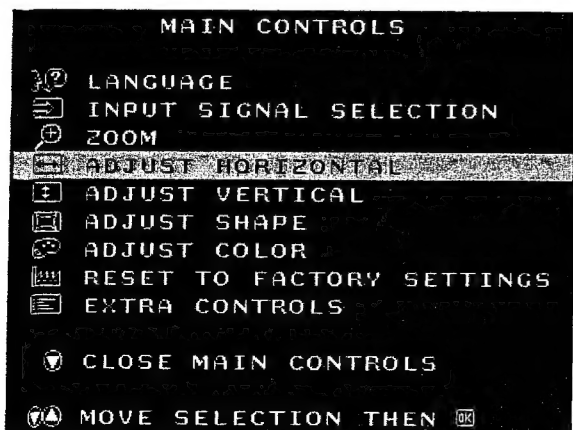 MAIN CONTROLS
LANGUAGE
INPUT SIGNAL SELECTION
ZOOM
ADJUST HORIZONTAL
ADJUST VERTICAL
ADJUST SHAPE
ADJUST COLOR
RESET TO FACTORY SETTINGS
EXTRA CONTROLS
CLOSE MAIN CONTROLS
MOVE SELECTION THEN OK